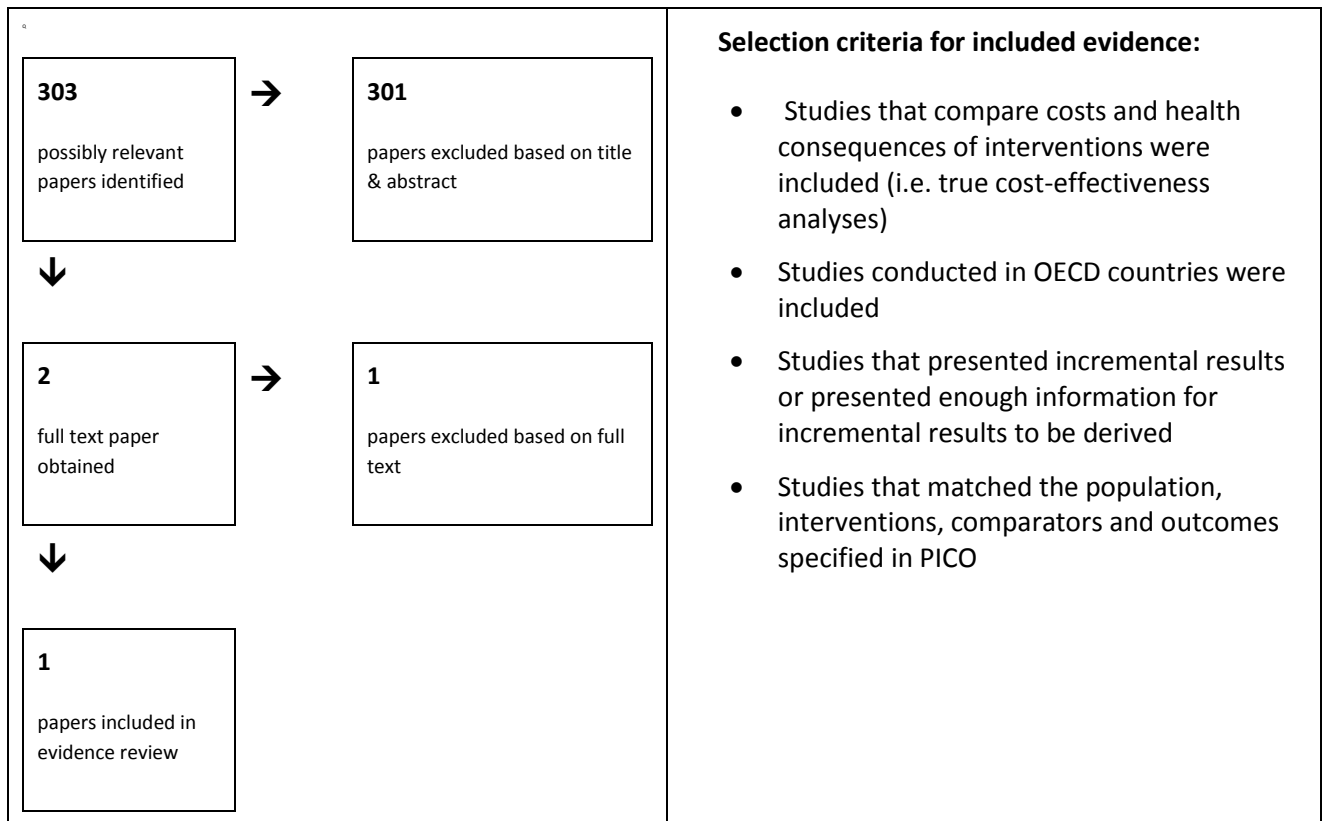 303
possibly relevant
papers identified
→
301
papers excluded based on title
& abstract
↓
2
full text paper
obtained
→
1
papers excluded based on full
text
↓
1
papers included in
evidence review
Selection criteria for included evidence:
• Studies that compare costs and health
consequences of interventions were
included (i.e. true cost-effectiveness
analyses)
• Studies conducted in OECD countries were
included
• Studies that presented incremental results
or presented enough information for
incremental results to be derived
• Studies that matched the population,
interventions, comparators and outcomes
specified in PICO